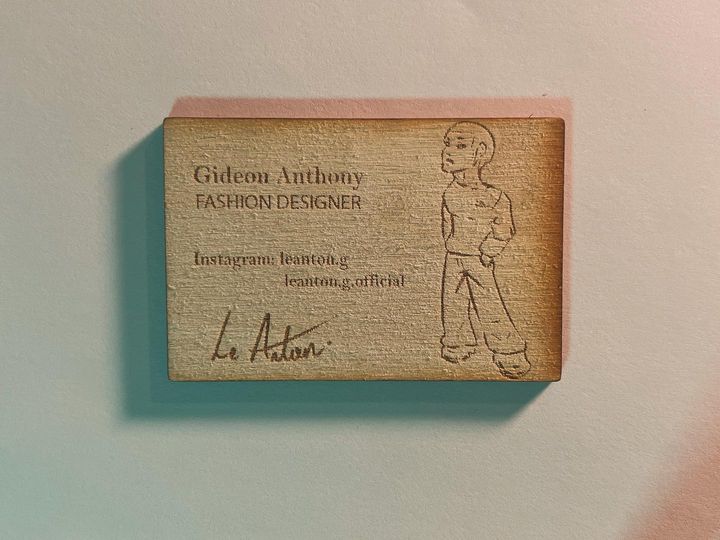 Gideon Anthony
FASHION DESIGNER
Instagram: leanton.g
leanton.g.official
Le Anton.